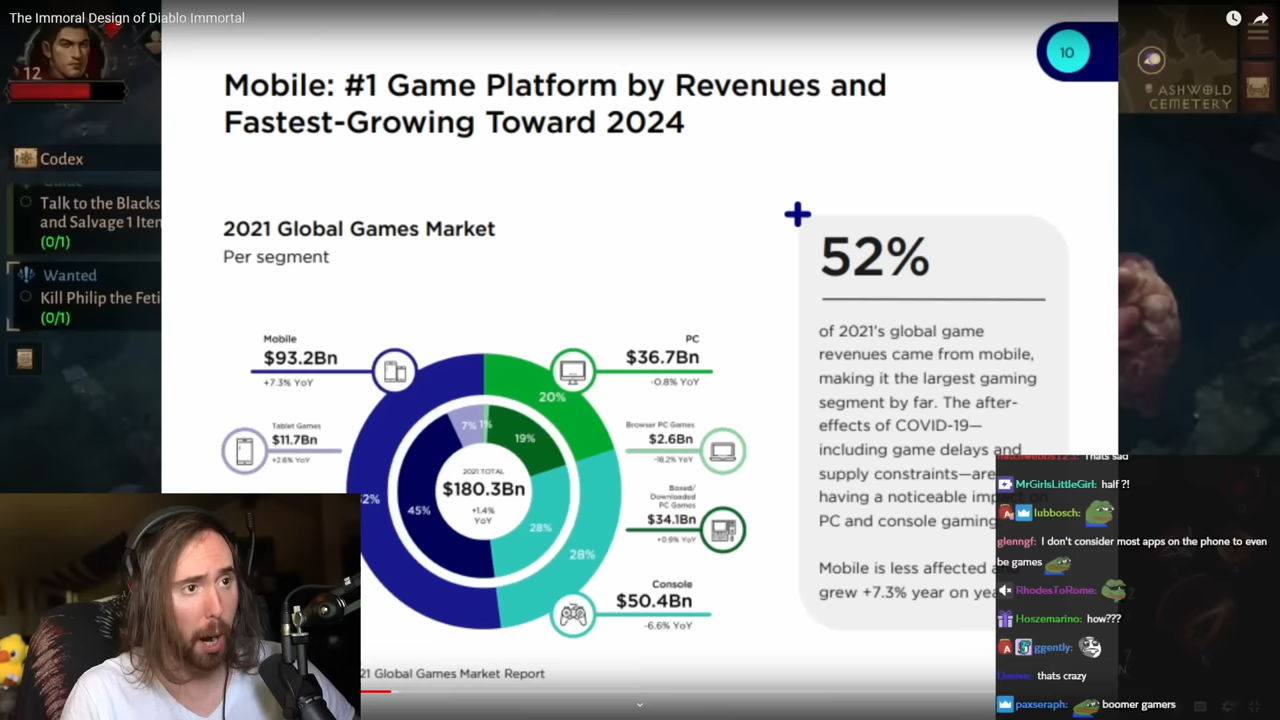 The Immoral Design of Diablo Immortal
12
Codex
Talk to the Blacks
and Salvage 1 Iten
(0/1)
Wanted
Kill Philip the Feti
(0/1)
ASHWOLD
CEMETERY
10
Mobile: #1 Game Platform by Revenues and
Fastest-Growing Toward 2024
2021 Global Games Market
Per segment
Mobile
$93.2Bn
+7.3% YoY
Tablet Games
$11.7Bn
+2.6% YoY
PC
$36.7Bn
-0.8% YoY
Browser PC Games
$2.6Bn
-18.2% YoY
Boxed/
Downloaded
PC Games
$34.1Bn
Console
$50.4Bn
-6.6% YoY
20%
7% 1%
19%
45%
28%
28%
2%
2021 TOTAL
$180.3Bn
+1.4%
YoY
21 Global Games Market Report
52%
of 2021's global game
revenues came from mobile,
making it the largest gaming
segment by far. The after-
effects of COVID-19—
including game delays and
supply constraints—are
having a noticeable impact on
PC and console gaming
Mobile is less affected a
grew +7.3% year on yea
Thats sad
MrGirlsLittleGirl: half ?!
lubbosch:
glenngf: I don't consider most apps on the phone to even
be games
RhodesToRome:
Hoszemarino: how???
ggently:
thats crazy
paxseraph: boomer gamers